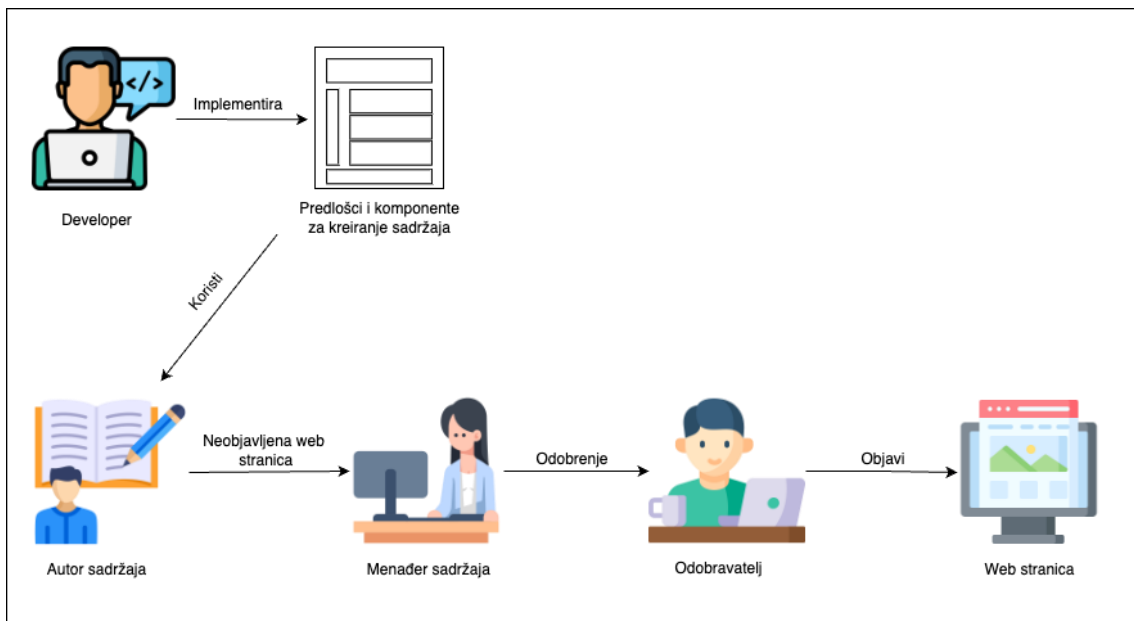 </>
Implementira
Developer
Predlošci i komponente
za kreiranje sadržaja
Koristi
Neobjavljena web
stranica
Odobrenje
Objavi
Autor sadržaja
Menađer sadržaja
Odobravatelj
Web stranica